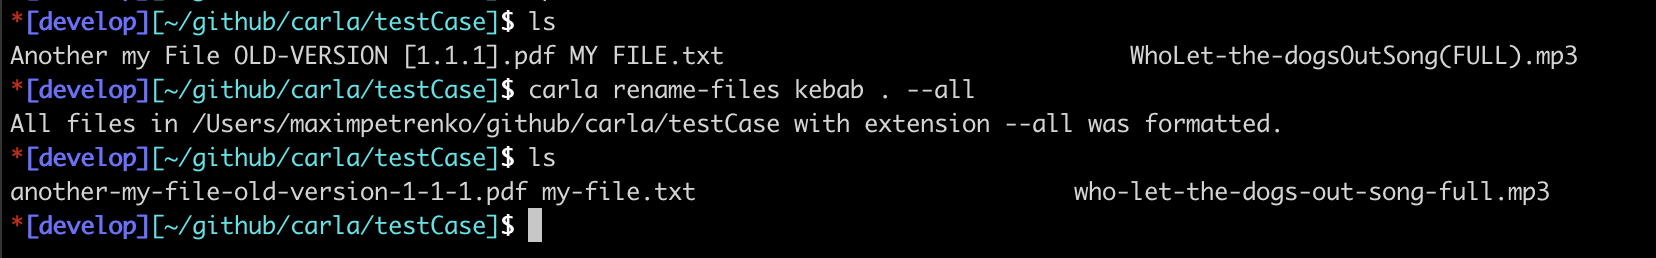 *[develop][~/github/carla/testCase]$ ls
Another my File OLD-VERSION [1.1.1].pdf MY FILE.txt WhoLet-the-dogsOutSong(FULL).mp3
*[develop][~/github/carla/testCase]$ carla rename-files kebab . --all
All files in /Users/maximpetrenko/github/carla/testCase with extension --all was formatted.
*[develop][~/github/carla/testCase]$ ls
another-my-file-old-version-1-1-1.pdf my-file.txt who-let-the-dogs-out-song-full.mp3
*[develop][~/github/carla/testCase]$